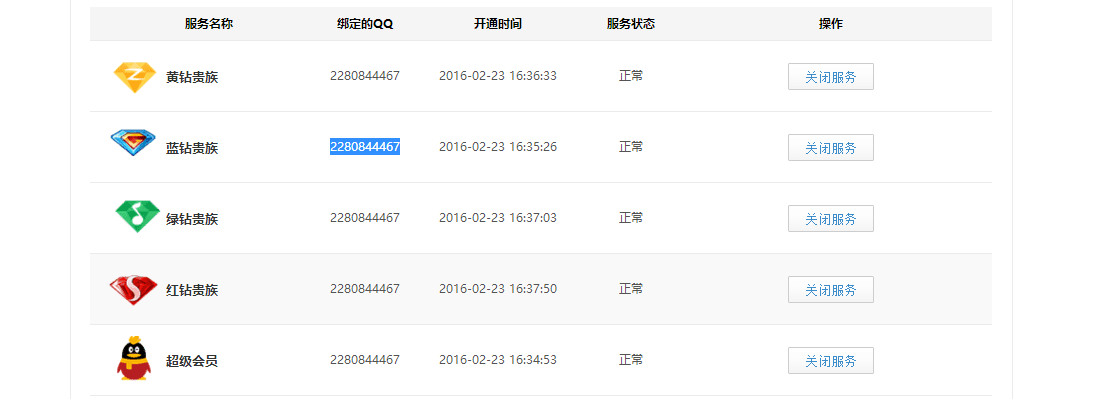 服务名称 绑定的QQ 开通时间 服务状态 操作
黄钻贵族 2280844467 2016-02-23 16:36:33 正常 关闭服务
蓝钻贵族 2280844467 2016-02-23 16:35:26 正常 关闭服务
绿钻贵族 2280844467 2016-02-23 16:37:03 正常 关闭服务
红钻贵族 2280844467 2016-02-23 16:37:50 正常 关闭服务
超级会员 2280844467 2016-02-23 16:34:53 正常 关闭服务